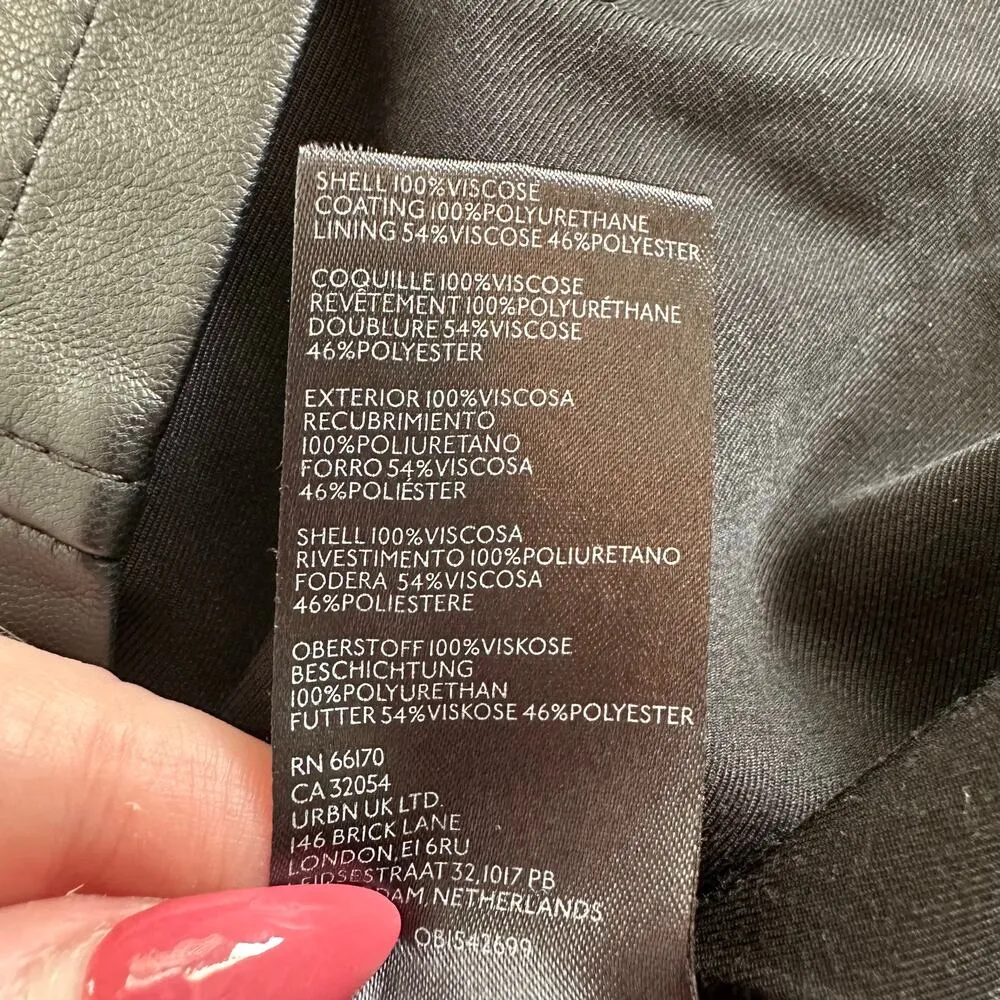 SHELL 100%VISCOSE
COATING 100%POLYURETHANE
LINING 54%VISCOSE 46%POLYESTER
COQUILLE 100%VISCOSE
REVÊTEMENT 100%POLYURÉTHANE
DOUBLURE 54%VISCOSE
46%POLYESTER
EXTERIOR 100%VISCOSA
RECUBRIMIENTO
100%POLIURETANO
FORRO 54%VISCOSA
46%POLIÉSTER
SHELL 100%VISCOSA
RIVESTIMENTO 100%POLIURETANO
FODERA 54%VISCOSA
46%POLIESTERE
OBERSTOFF 100%VISKOSE
BESCHICHTUNG
100%POLYURETHAN
FUTTER 54%VISKOSE 46%POLYESTER
RN 66170
CA 32054
URBN UK LTD.
146 BRICK LANE
LONDON, E1 6RU
LEIDSESTRAAT 32, 1017 PB
NETHERLANDS
OB1542699